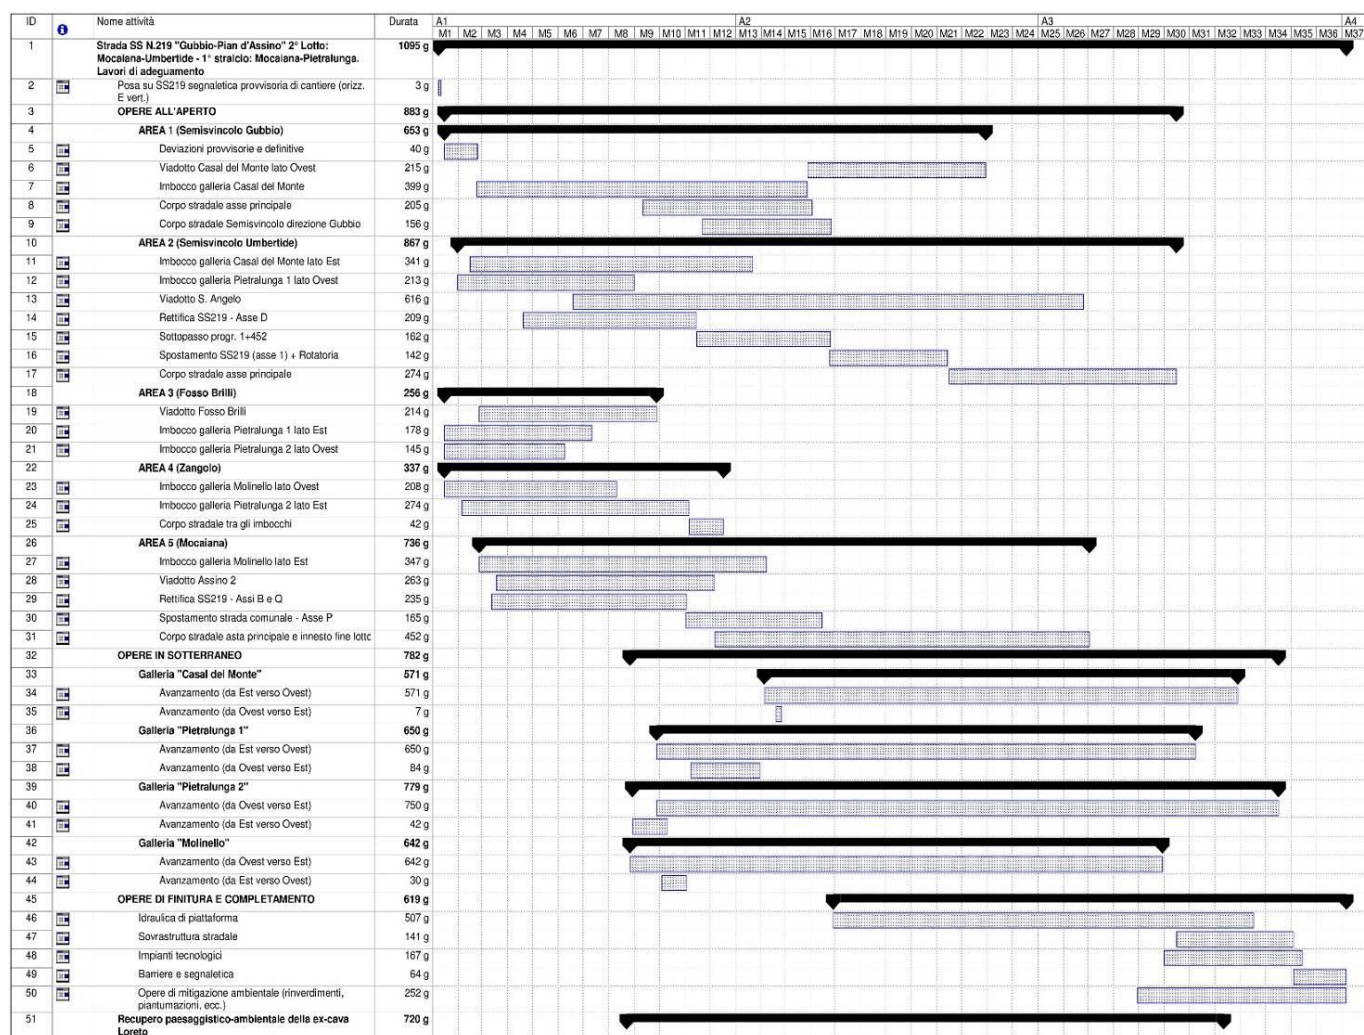 ID Nome attività Durata A1 A2 A3 A4
M1 M2 M3 M4 M5 M6 M7 M8 M9 M10 M11 M12 M13 M14 M15 M16 M17 M18 M19 M20 M21 M22 M23 M24 M25 M26 M27 M28 M29 M30 M31 M32 M33 M34 M35 M36 M37
1 Strada SS N.219 "Gubbio-Pian d'Assino" 2° Lotto: 1095 g
Mocaiana-Umbertide - 1° stralcio: Mocaiana-Pietralunga.
Lavori di adeguamento
2 Posa su SS219 segnaletica provvisoria di cantiere (orizz. 3 g
E vert.)
3 OPERE ALL'APERTO 883 g
4 AREA 1 (Semisvincolo Gubbio) 653 g
5 Deviazioni provvisorie e definitive 40 g
6 Viadotto Casal del Monte lato Ovest 215 g
7 Imbocco galleria Casal del Monte 399 g
8 Corpo stradale asse principale 205 g
9 Corpo stradale Semisvincolo direzione Gubbio 156 g
10 AREA 2 (Semisvincolo Umbertide) 867 g
11 Imbocco galleria Casal del Monte lato Est 341 g
12 Imbocco galleria Pietralunga 1 lato Ovest 213 g
13 Viadotto S. Angelo 616 g
14 Rettifica SS219 - Asse D 209 g
15 Sottopasso progr. 1+452 162 g
16 Spostamento SS219 (asse 1) + Rotatoria 142 g
17 Corpo stradale asse principale 274 g
18 AREA 3 (Fosso Brilli) 256 g
19 Viadotto Fosso Brilli 214 g
20 Imbocco galleria Pietralunga 1 lato Est 178 g
21 Imbocco galleria Pietralunga 2 lato Ovest 145 g
22 AREA 4 (Zangolo) 337 g
23 Imbocco galleria Molinello lato Ovest 208 g
24 Imbocco galleria Pietralunga 2 lato Est 274 g
25 Corpo stradale tra gli imbocchi 42 g
26 AREA 5 (Mocaiana) 736 g
27 Imbocco galleria Molinello lato Est 347 g
28 Viadotto Assino 2 263 g
29 Rettifica SS219 - Assi B e Q 235 g
30 Spostamento strada comunale - Asse P 165 g
31 Corpo stradale asta principale e innesto fine lotto 452 g
32 OPERE IN SOTTERRANEO 782 g
33 Galleria "Casal del Monte" 571 g
34 Avanzamento (da Est verso Ovest) 571 g
35 Avanzamento (da Ovest verso Est) 7 g
36 Galleria "Pietralunga 1" 650 g
37 Avanzamento (da Est verso Ovest) 650 g
38 Avanzamento (da Ovest verso Est) 84 g
39 Galleria "Pietralunga 2" 779 g
40 Avanzamento (da Ovest verso Est) 750 g
41 Avanzamento (da Est verso Ovest) 42 g
42 Galleria "Molinello" 642 g
43 Avanzamento (da Ovest verso Est) 642 g
44 Avanzamento (da Est verso Ovest) 30 g
45 OPERE DI FINITURA E COMPLETAMENTO 619 g
46 Idraulica di piattaforma 507 g
47 Sovrastruttura stradale 141 g
48 Impianti tecnologici 167 g
49 Barriere e segnaletica 64 g
50 Opere di mitigazione ambientale (rinverdimenti, 252 g
piantumazioni, ecc.)
51 Recupero paesaggistico-ambientale della ex-cava 720 g
Loreto